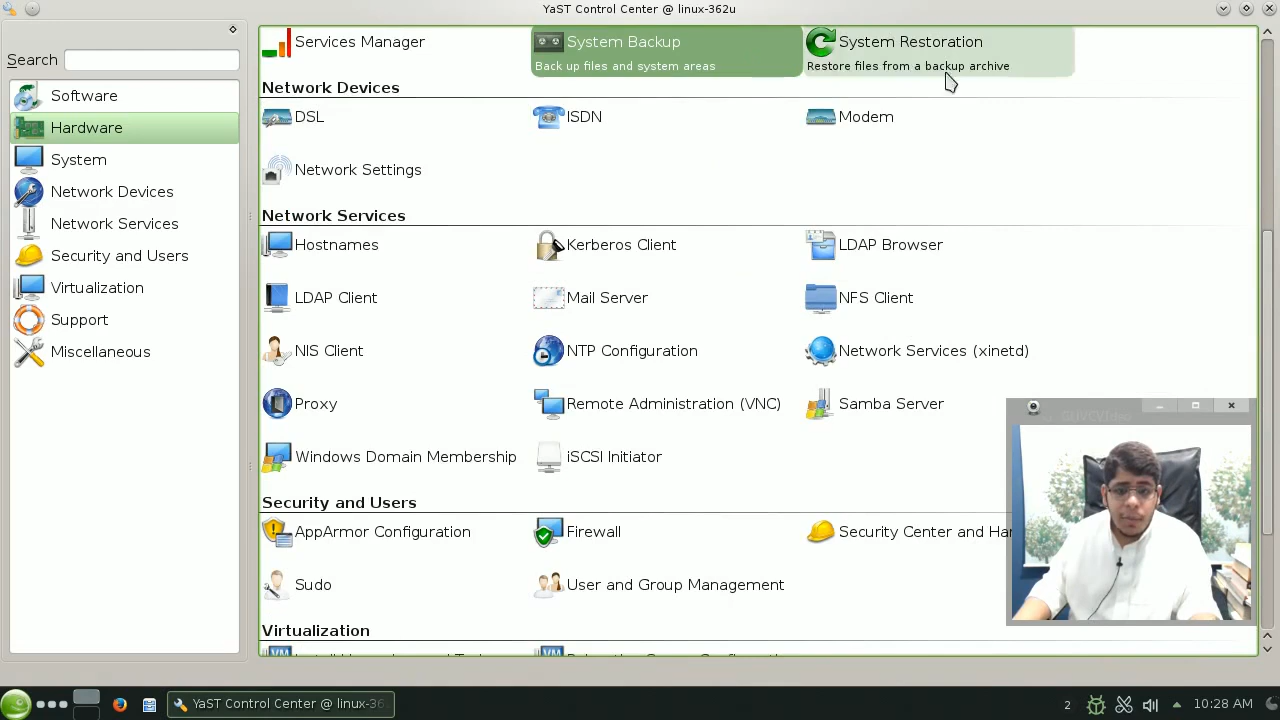 YaST Control Center @ linux-362u
Search
Software
Hardware
System
Network Devices
Network Services
Security and Users
Virtualization
Support
Miscellaneous
Services Manager
System Backup
Back up files and system areas
System Restoration
Restore files from a backup archive
Network Devices
DSL
ISDN
Modem
Network Settings
Network Services
Hostnames
Kerberos Client
LDAP Browser
LDAP Client
Mail Server
NFS Client
NIS Client
NTP Configuration
Network Services (xinetd)
Proxy
Remote Administration (VNC)
Samba Server
Windows Domain Membership
iSCSI Initiator
Security and Users
AppArmor Configuration
Firewall
Security Center and Har
Sudo
User and Group Management
Virtualization
YaST Control Center @ linux-36
2
10:28 AM